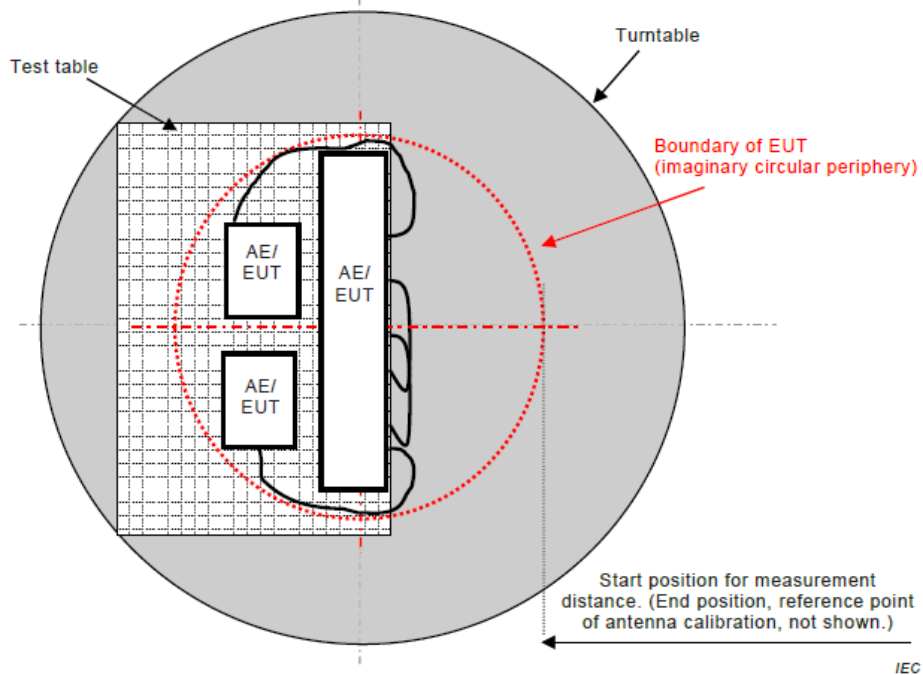 Turntable
Test table
Boundary of EUT
(imaginary circular periphery)
AE/
EUT
AE/
EUT
AE/
EUT
Start position for measurement
distance. (End position, reference point
of antenna calibration, not shown.)
IEC